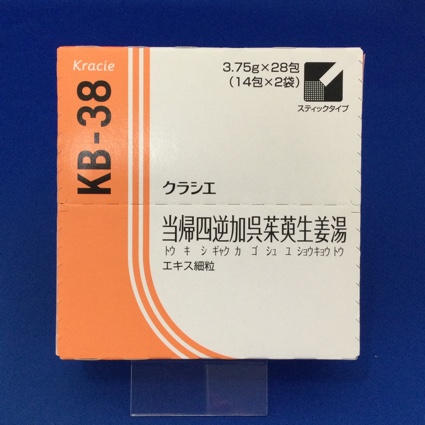 Kracie
KB-38
3.75g×28包
(14包×2袋)
スティックタイプ
クラシエ
当帰四逆加呉茱萸生姜湯
トウ キ シ ギャク カ ゴ シュ ユ ショウキョウ トウ
エキス細粒